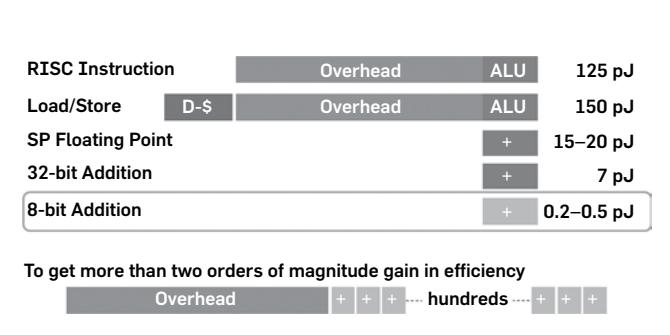 RISC Instruction Overhead ALU 125 pJ
Load/Store D-$ Overhead ALU 150 pJ
SP Floating Point + 15–20 pJ
32-bit Addition + 7 pJ
8-bit Addition + 0.2–0.5 pJ
To get more than two orders of magnitude gain in efficiency
Overhead + + + hundreds + + +